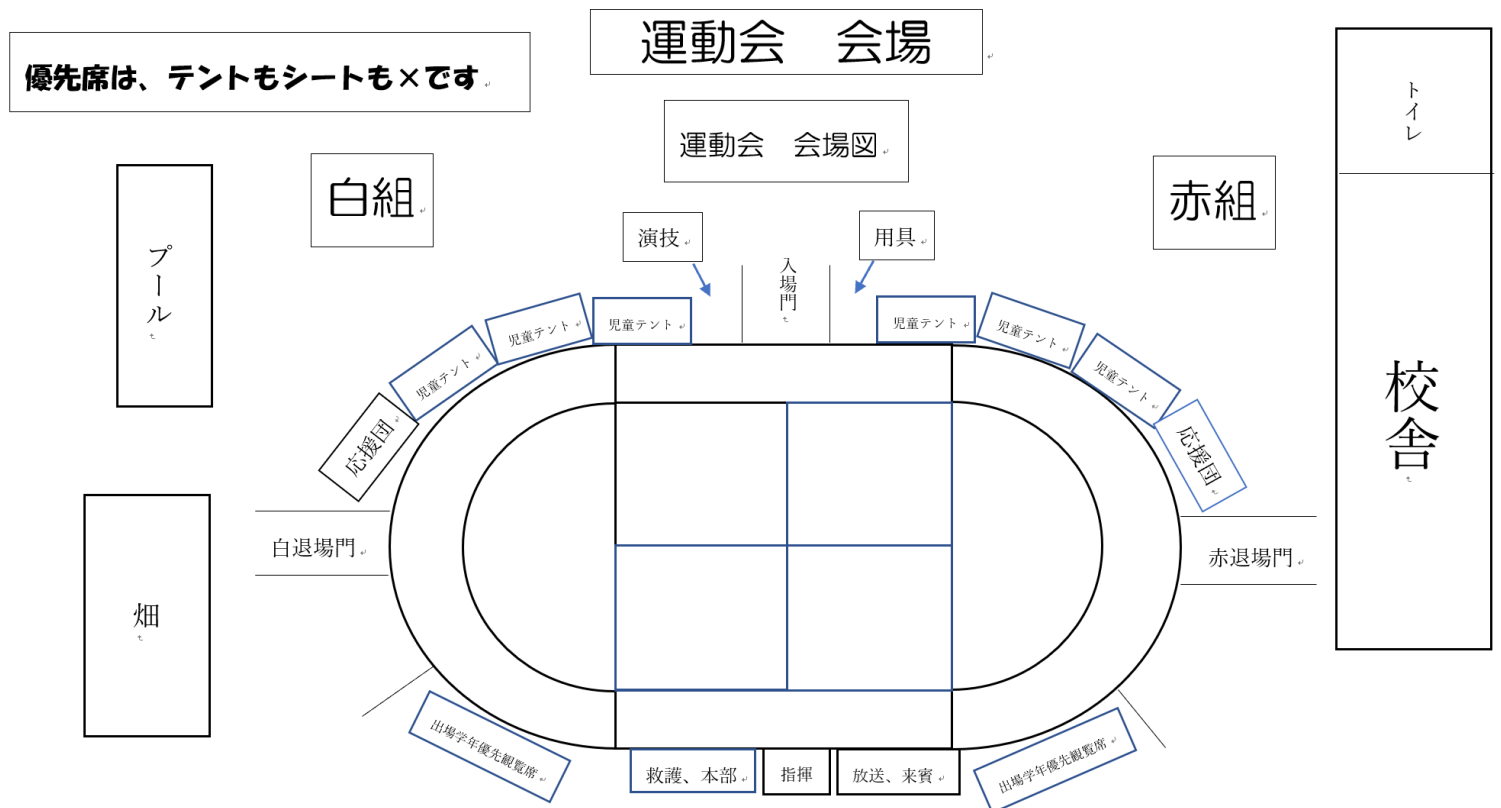 運動会　会場
優先席は、テントもシートも×です
運動会　会場図
トイレ
白組
赤組
プール
演技
用具
入場門
児童テント
児童テント
児童テント
児童テント
児童テント
児童テント
応援団
応援団
校舎
白退場門
赤退場門
畑
出場学年優先観覧席
出場学年優先観覧席
救護、本部
指揮
放送、来賓